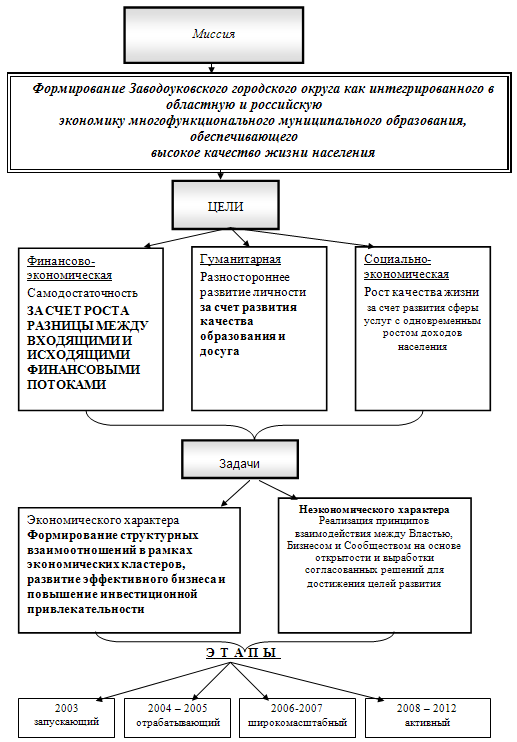 Миссия
Формирование Заводоуковского городского округа как интегрированного в
областную и российскую
экономику многофункционального муниципального образования,
обеспечивающего
высокое качество жизни населения
ЦЕЛИ
Финансово-
экономическая
Самодостаточность
ЗА СЧЕТ РОСТА
РАЗНИЦЫ МЕЖДУ
ВХОДЯЩИМИ И
ИСХОДЯЩИМИ
ФИНАНСОВЫМИ
ПОТОКАМИ
Гуманитарная
Разностороннее
развитие личности
за счет развития
качества
образования и
досуга
Социально-
экономическая
Рост качества жизни
за счет развития сферы
услуг с одновременным
ростом доходов
населения
Задачи
Экономического характера
Формирование структурных
взаимоотношений в рамках
экономических кластеров,
развитие эффективного бизнеса и
повышение инвестиционной
привлекательности
Неэкономического характера
Реализация принципов
взаимодействия между Властью,
Бизнесом и Сообществом на основе
открытости и выработки
согласованных решений для
достижения целей развития
Э Т А П Ы
2003
запускающий
2004 – 2005
отрабатывающий
2006-2007
широкомасштабный
2008 – 2012
активный